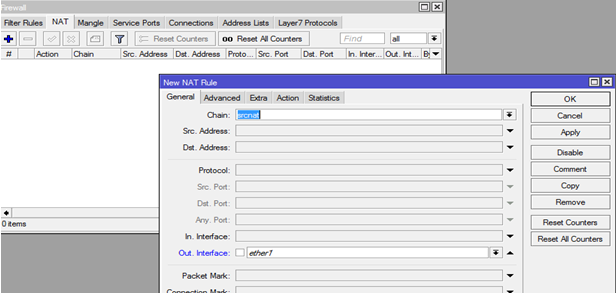 Firewall
Filter Rules NAT Mangle Service Ports Connections Address Lists Layer7 Protocols
Reset Counters 00 Reset All Counters Find all
# Action Chain Src. Address Dst. Address Proto... Src. Port Dst. Port In. Inter... Out. Int... By
New NAT Rule
General Advanced Extra Action Statistics
Chain: srcnat
Src. Address:
Dst. Address:
Protocol:
Src. Port:
Dst. Port:
Any. Port:
In. Interface:
Out. Interface: ether1
Packet Mark:
Connection Mark:
OK
Cancel
Apply
Disable
Comment
Copy
Remove
Reset Counters
Reset All Counters
0 items